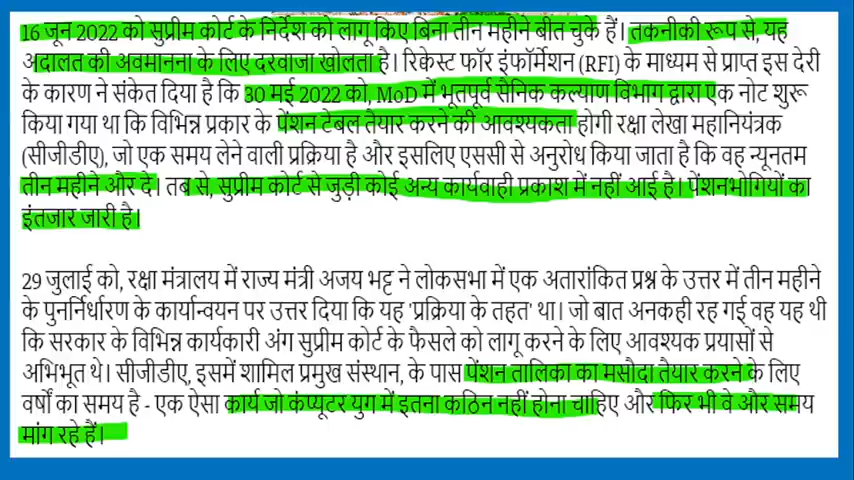 16 जून 2022 को सुप्रीम कोर्ट के निर्देश को लागू किए बिना तीन महीने बीत चुके हैं। तकनीकी रूप से, यह
अदालत की अवमानना के लिए दरवाजा खोलता है। रिक्वेस्ट फॉर इंफॉर्मेशन (RFI) के माध्यम से प्राप्त इस देरी
के कारण ने संकेत दिया है कि 30 मई 2022 को, MoD में भूतपूर्व सैनिक कल्याण विभाग द्वारा एक नोट शुरू
किया गया था कि विभिन्न प्रकार के पेंशन टेबल तैयार करने की आवश्यकता होगी रक्षा लेखा महानियंत्रक
(सीजीडीए), जो एक समय लेने वाली प्रक्रिया है और इसलिए एससी से अनुरोध किया जाता है कि वह न्यूनतम
तीन महीने और दे। तब से, सुप्रीम कोर्ट से जुड़ी कोई अन्य कार्यवाही प्रकाश में नहीं आई है। पेंशनभोगियों का
इंतजार जारी है।
29 जुलाई को, रक्षा मंत्रालय में राज्य मंत्री अजय भट्ट ने लोकसभा में एक अतारांकित प्रश्न के उत्तर में तीन महीने
के पुनर्निर्धारण के कार्यान्वयन पर उत्तर दिया कि यह 'प्रक्रिया के तहत' था। जो बात अनकही रह गई वह यह थी
कि सरकार के विभिन्न कार्यकारी अंग सुप्रीम कोर्ट के फैसले को लागू करने के लिए आवश्यक प्रयासों से
अभिभूत थे। सीजीडीए, इसमें शामिल प्रमुख संस्थान, के पास पेंशन तालिका का मसौदा तैयार करने के लिए
वर्षों का समय है - एक ऐसा कार्य जो कंप्यूटर युग में इतना कठिन नहीं होना चाहिए और फिर भी वे और समय
मांग रहे हैं।